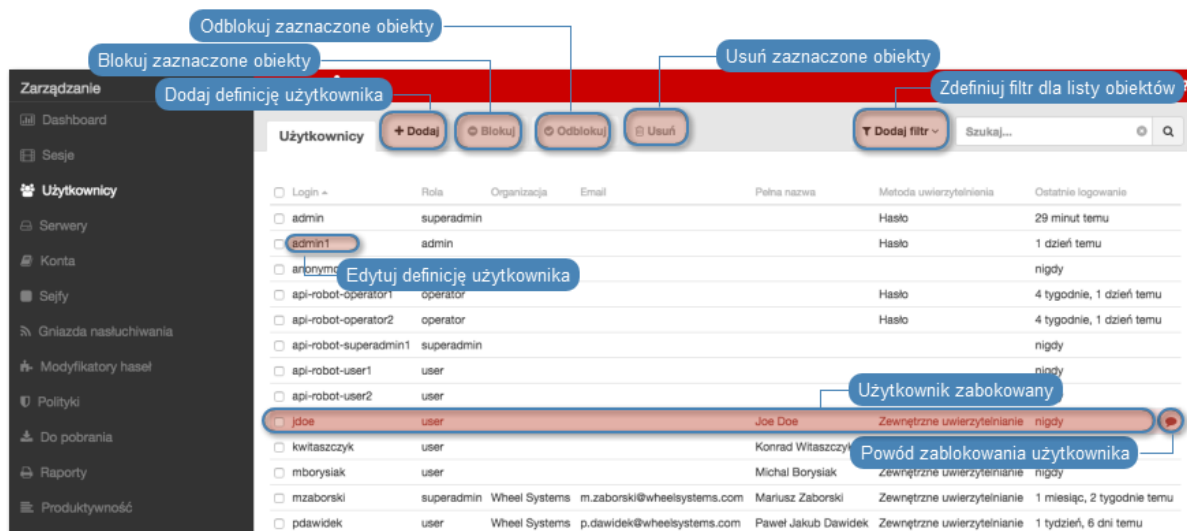 Odblokuj zaznaczone obiekty
Blokuj zaznaczone obiekty
Usuń zaznaczone obiekty
Zarządzanie
Dodaj definicję użytkownika
Zdefiniuj filtr dla listy obiektów
Dashboard
Sesje
Użytkownicy
Serwery
Konta
Sejfy
Gniazda nasłuchiwania
Modyfikatory haseł
Polityki
Do pobrania
Raporty
Produktywność
Użytkownicy
+ Dodaj
Blokuj
Odblokuj
Usuń
Dodaj filtr
Szukaj...
Login Rola Organizacja Email Pełna nazwa Metoda uwierzytelnienia Ostatnie logowanie
admin superadmin Hasło 29 minut temu
admin1 admin Hasło 1 dzień temu
nigdy
Edytuj definicję użytkownika
api-robot-operator1 operator Hasło 4 tygodnie, 1 dzień temu
api-robot-operator2 operator Hasło 4 tygodnie, 1 dzień temu
api-robot-superadmin1 superadmin nigdy
api-robot-user1 user nigdy
api-robot-user2 user
Użytkownik zabokowany
jdoe user Joe Doe Zewnętrzne uwierzytelnianie nigdy
kwitaszczyk user Konrad Witaszczyk
Powód zablokowania użytkownika
mborysiak user Michal Borysiak Zewnętrzne uwierzytelnianie nigdy
mzaborski superadmin Wheel Systems m.zaborski@wheelsystems.com Mariusz Zaborski Zewnętrzne uwierzytelnianie 1 miesiąc, 2 tygodnie temu
pdawidek user Wheel Systems p.dawidek@wheelsystems.com Paweł Jakub Dawidek Zewnętrzne uwierzytelnianie 1 tydzień, 6 dni temu